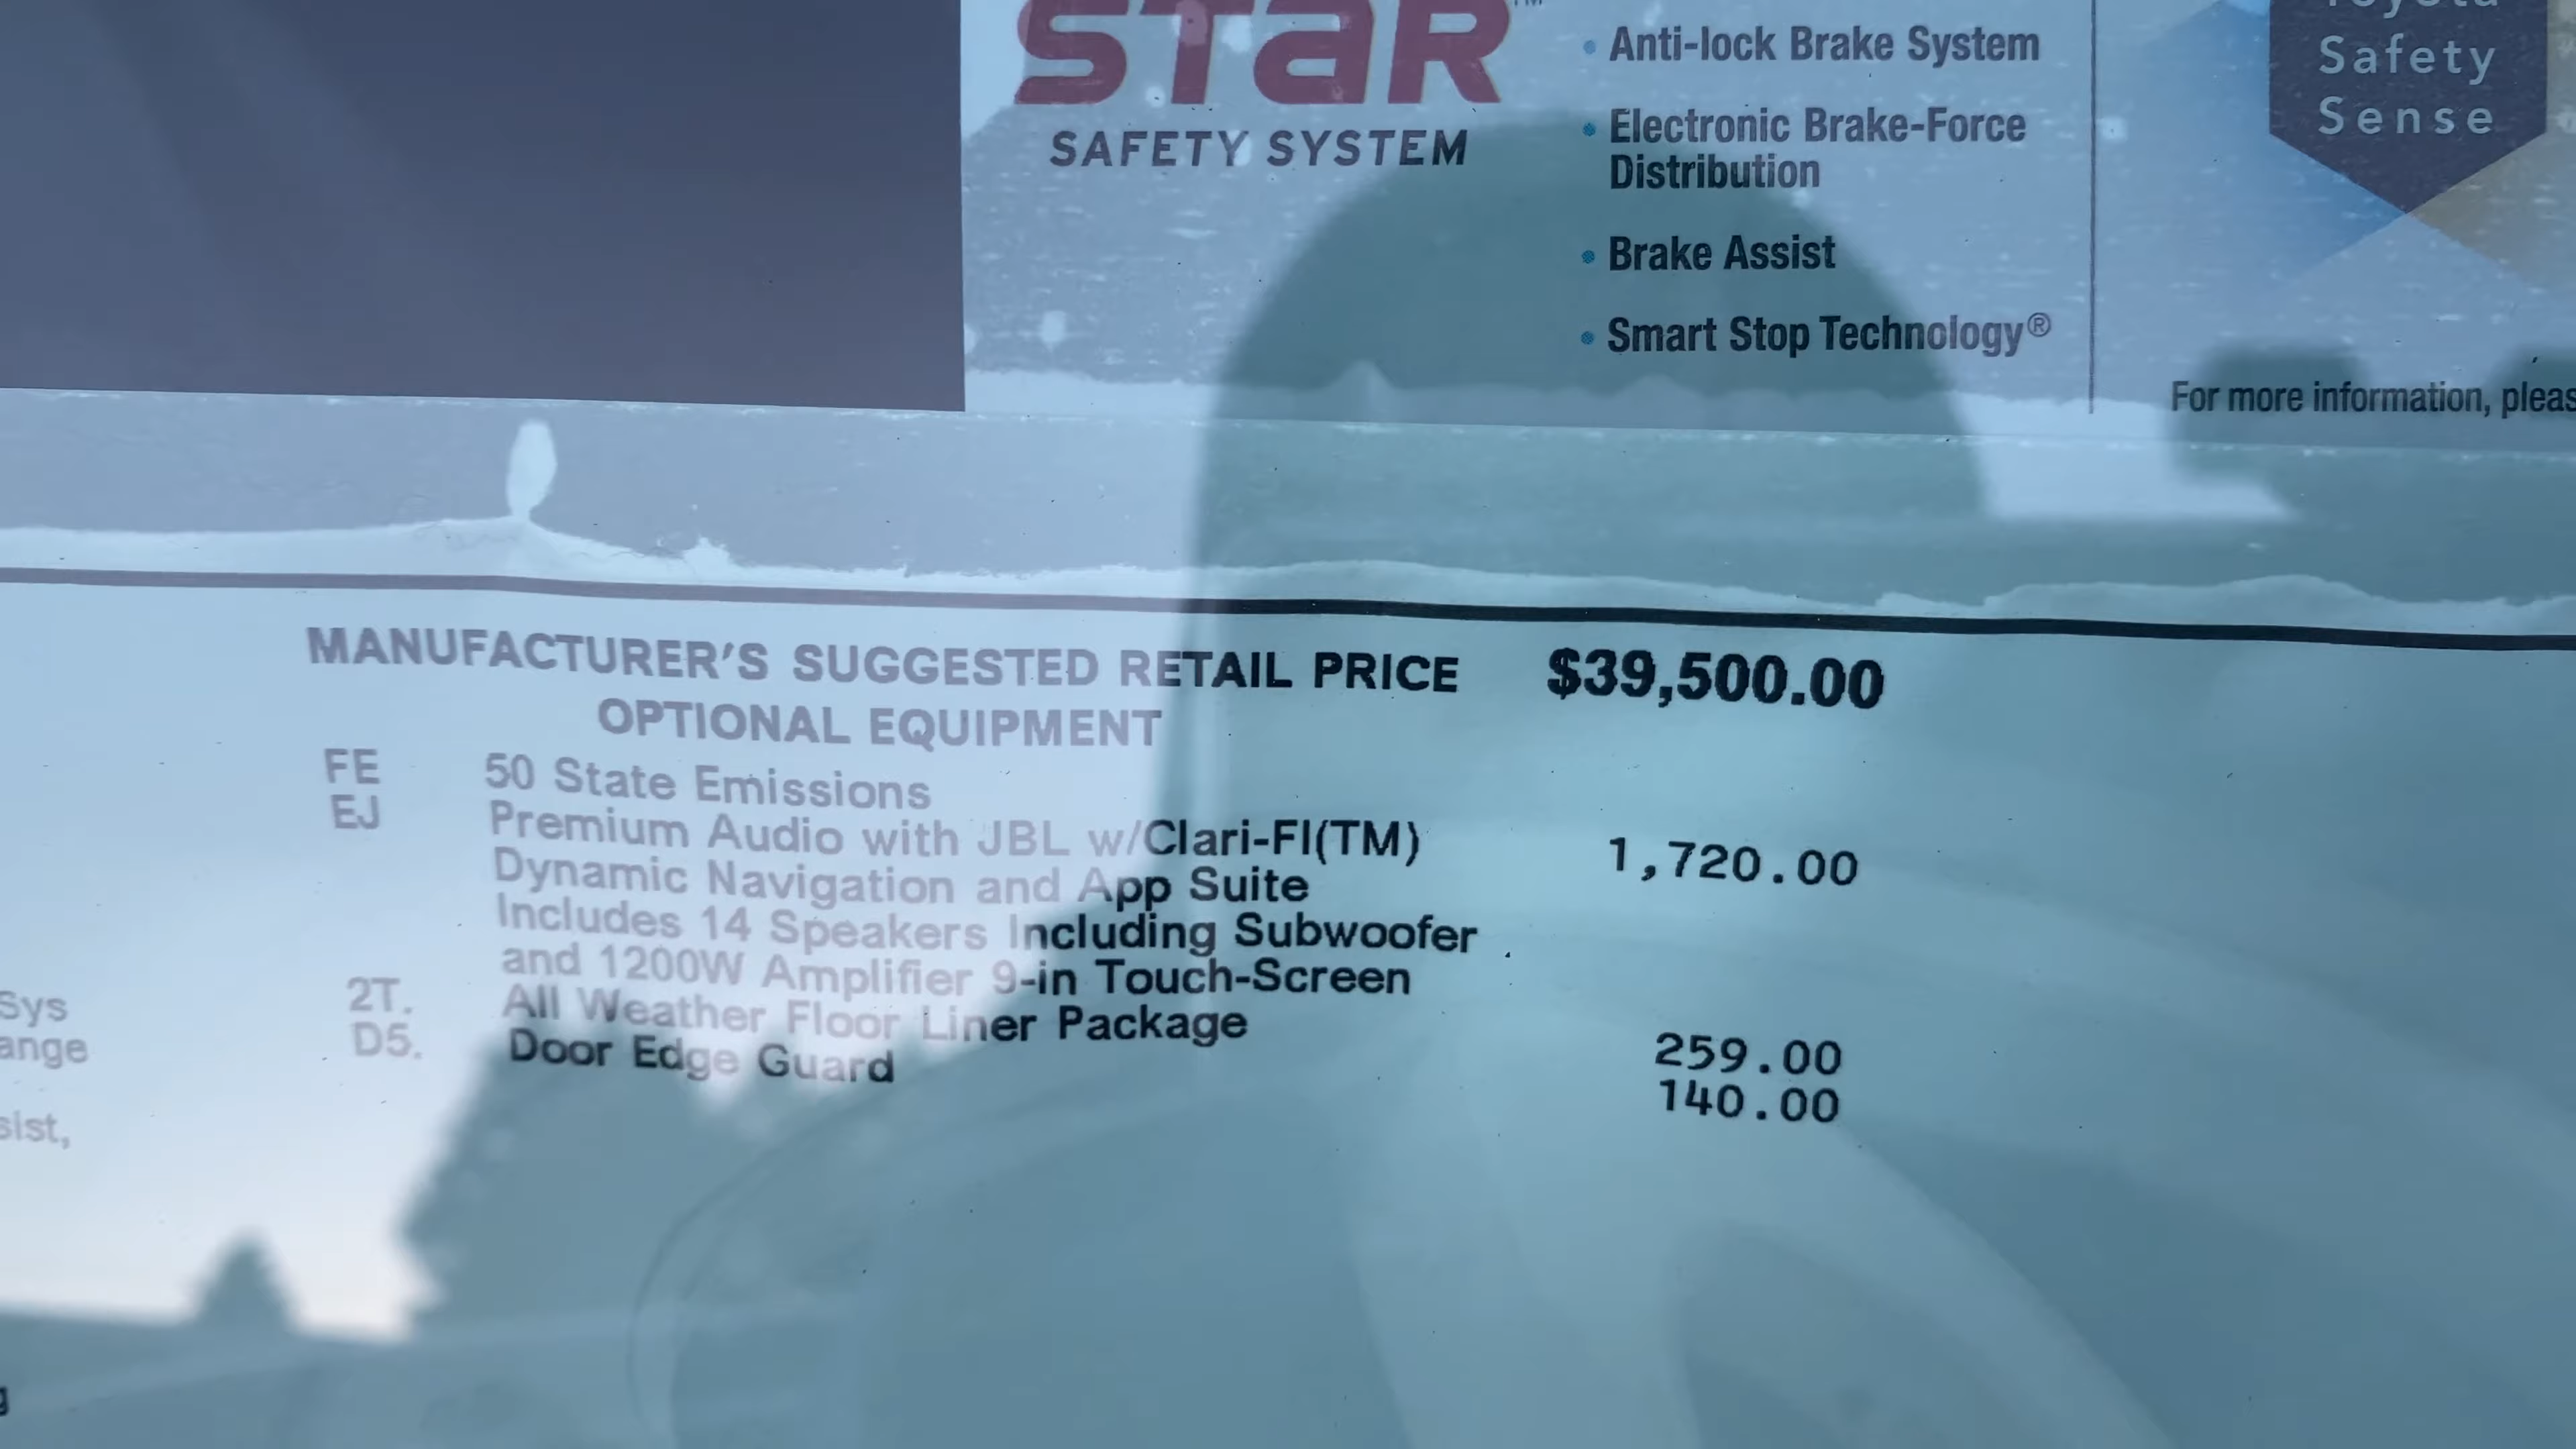 STAR™
SAFETY SYSTEM
• Anti-lock Brake System
• Electronic Brake-Force
Distribution
• Brake Assist
• Smart Stop Technology®
Toyota
Safety
Sense
For more information, pleas
MANUFACTURER'S SUGGESTED RETAIL PRICE $39,500.00
OPTIONAL EQUIPMENT
FE 50 State Emissions
EJ Premium Audio with JBL w/Clari-FI(TM) 1,720.00
Dynamic Navigation and App Suite
Includes 14 Speakers Including Subwoofer
and 1200W Amplifier 9-in Touch-Screen
2T. All Weather Floor Liner Package 259.00
D5. Door Edge Guard 140.00
Sys
ange
sist,
g